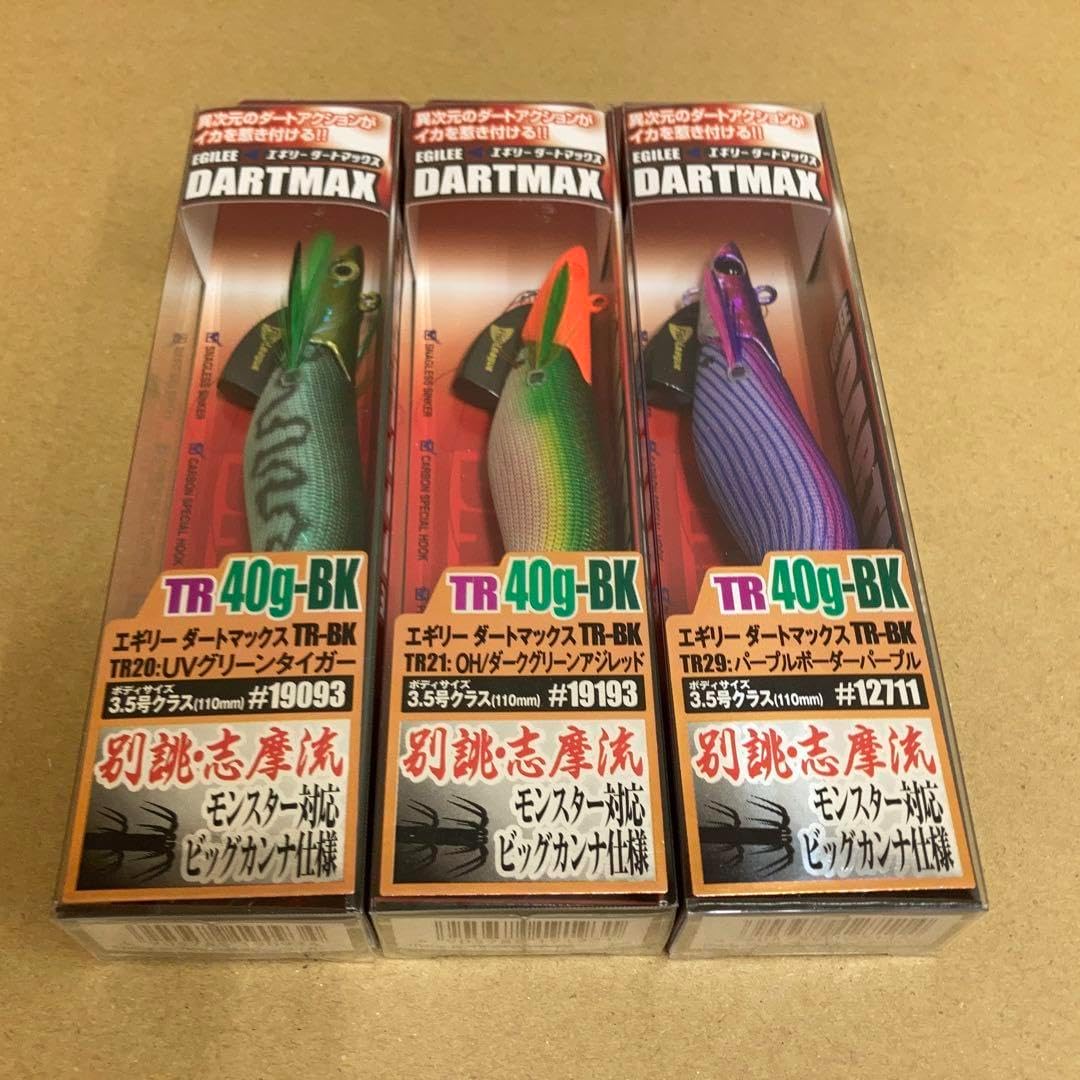 異次元のダートアクションが
イカを惹き付ける!!
EGILEE エギリー ダートマックス
DARTMAX
SNAGLESS SINKER
CARBON SPECIAL HOOK
TR 40g-BK
エギリー ダートマックス TR-BK
TR20:UVグリーンタイガー
ボディサイズ
3.5号クラス(110mm) #19093
別誂・志摩流
モンスター対応
ビッグカンナ仕様
異次元のダートアクションが
イカを惹き付ける!!
EGILEE エギリー ダートマックス
DARTMAX
SNAGLESS SINKER
CARBON SPECIAL HOOK
TR 40g-BK
エギリー ダートマックス TR-BK
TR21: OH/ダークグリーンアジレッド
ボディサイズ
3.5号クラス(110mm) #19193
別誂・志摩流
モンスター対応
ビッグカンナ仕様
異次元のダートアクションが
イカを惹き付ける!!
EGILEE エギリー ダートマックス
DARTMAX
TR 40g-BK
エギリー ダートマックス TR-BK
TR29: パープルボーダーパープル
ボディサイズ
3.5号クラス(110mm) #12711
別誂・志摩流
モンスター対応
ビッグカンナ仕様